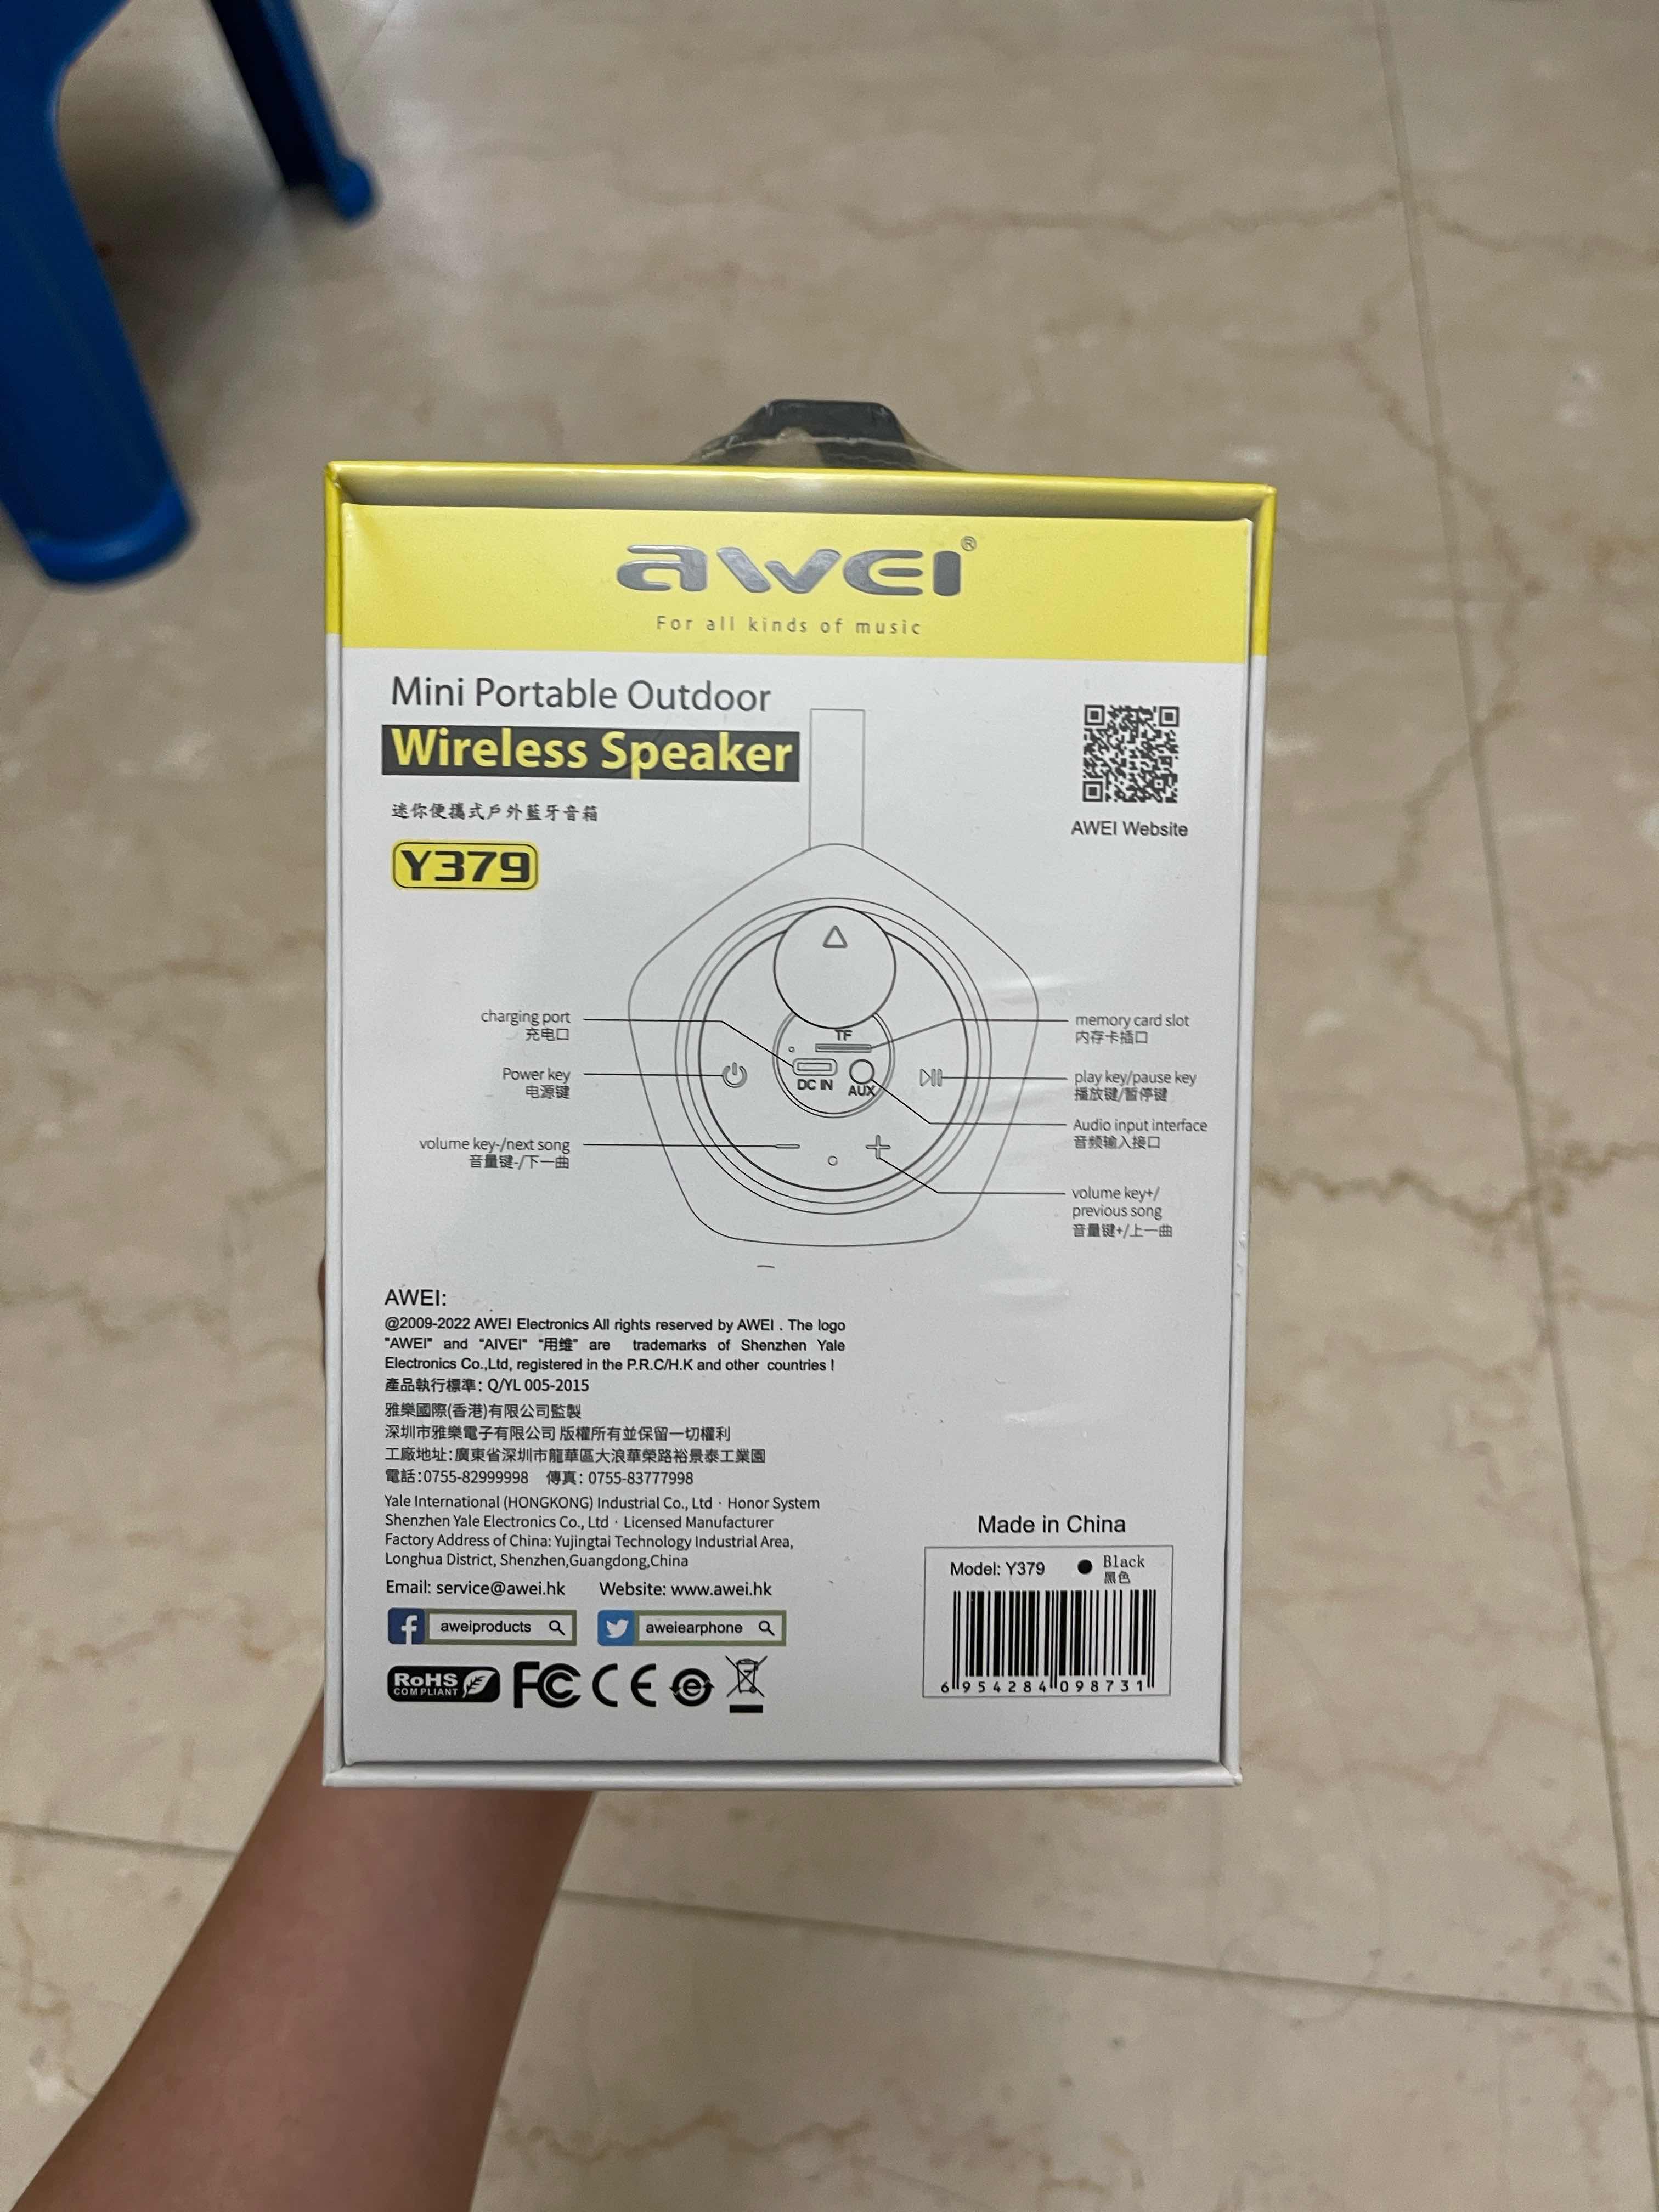 awei®
For all kinds of music
Mini Portable Outdoor
Wireless Speaker
迷你便攜式戶外藍牙音箱
Y379
AWEI Website
charging port
充电口
Power key
电源键
volume key-/next song
音量键-/下一曲
TF
DC IN
AUX
memory card slot
内存卡插口
play key/pause key
播放键/暂停键
Audio input interface
音频输入接口
volume key+/
previous song
音量键+/上一曲
AWEI:
@2009-2022 AWEI Electronics All rights reserved by AWEI . The logo
"AWEI" and "AIVEI" "用维" are trademarks of Shenzhen Yale
Electronics Co.,Ltd, registered in the P.R.C/H.K and other countries !
產品執行標準: Q/YL 005-2015
雅樂國際(香港)有限公司監製
深圳市雅樂電子有限公司 版權所有並保留一切權利
工廠地址:廣東省深圳市龍華區大浪華榮路裕景泰工業園
電話:0755-82999998 傳真: 0755-83777998
Yale International (HONGKONG) Industrial Co., Ltd · Honor System
Shenzhen Yale Electronics Co., Ltd · Licensed Manufacturer
Factory Address of China: Yujingtai Technology Industrial Area,
Longhua District, Shenzhen,Guangdong,China
Email: service@awei.hk Website: www.awei.hk
aweiproducts
aweiearphone
RoHS
COMPLIANT
FC CE e
Made in China
Model: Y379 Black
黑色
6 954284 098731